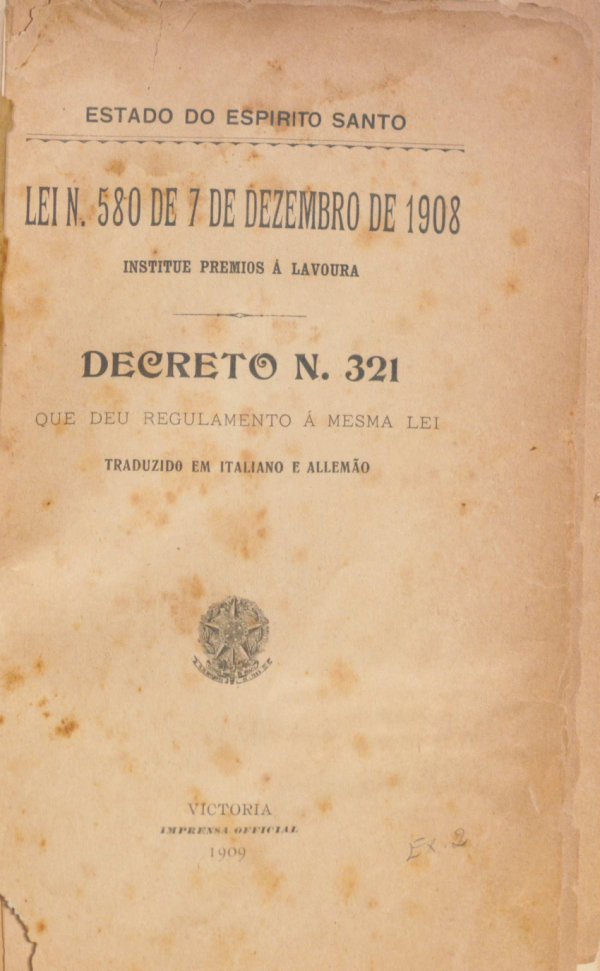 ESTADO DO ESPIRITO SANTO
LEI N. 580 DE 7 DE DEZEMBRO DE 1908
INSTITUE PREMIOS Á LAVOURA
DECRETO N. 321
QUE DEU REGULAMENTO Á MESMA LEI
TRADUZIDO EM ITALIANO E ALLEMÃO
VICTORIA
IMPRENSA OFFICIAL
1909
Ex. 2